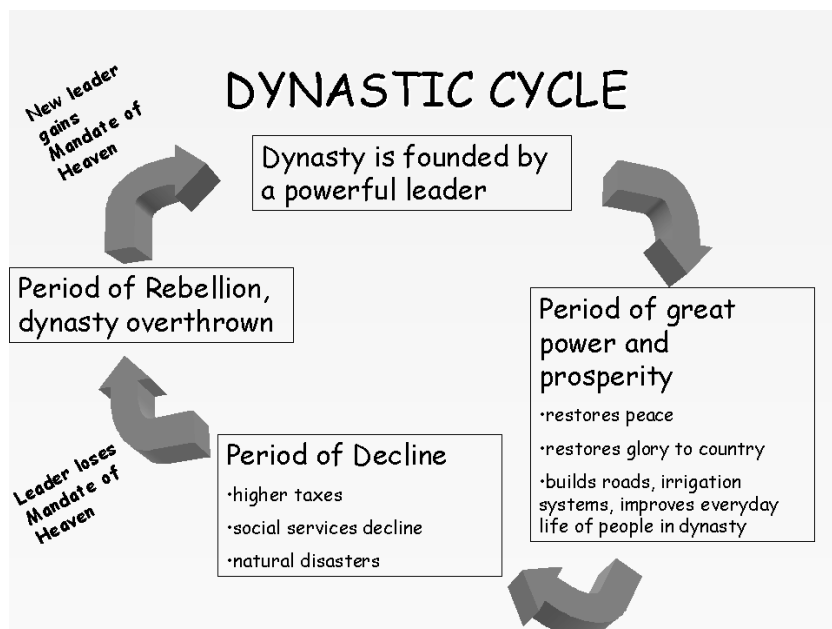 DYNASTIC CYCLE
New leader
gains
Mandate of
Heaven
Dynasty is founded by
a powerful leader
Period of Rebellion,
dynasty overthrown
Period of great
power and
prosperity
•restores peace
•restores glory to country
•builds roads, irrigation
systems, improves everyday
life of people in dynasty
Period of Decline
•higher taxes
•social services decline
•natural disasters
Leader loses
Mandate of
Heaven